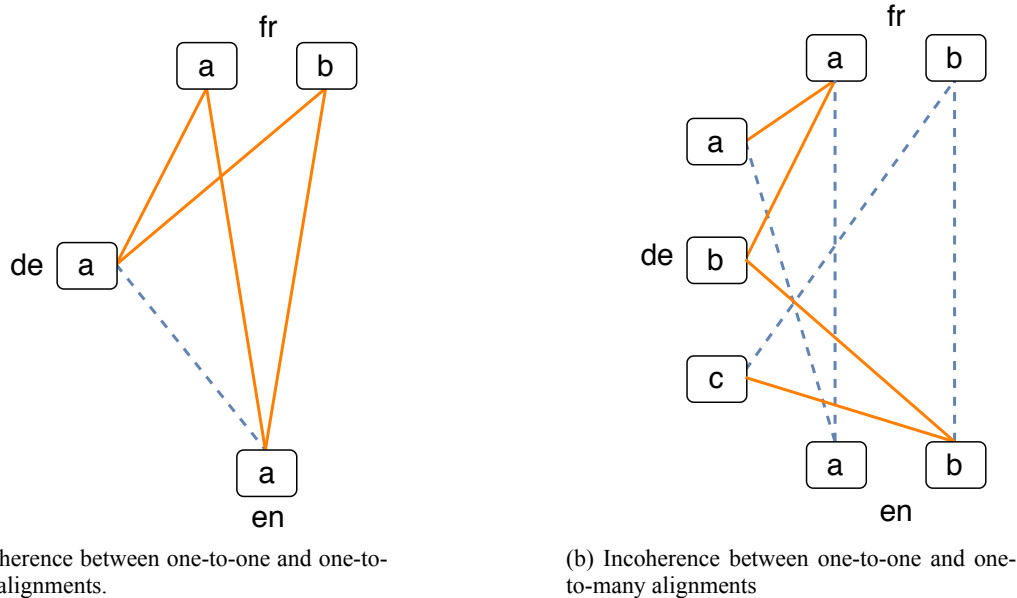 fr
a b
de a
a
en
herence between one-to-one and one-to-
alignments.
fr
a b
a
de b
c
a b
en
(b) Incoherence between one-to-one and one-
to-many alignments